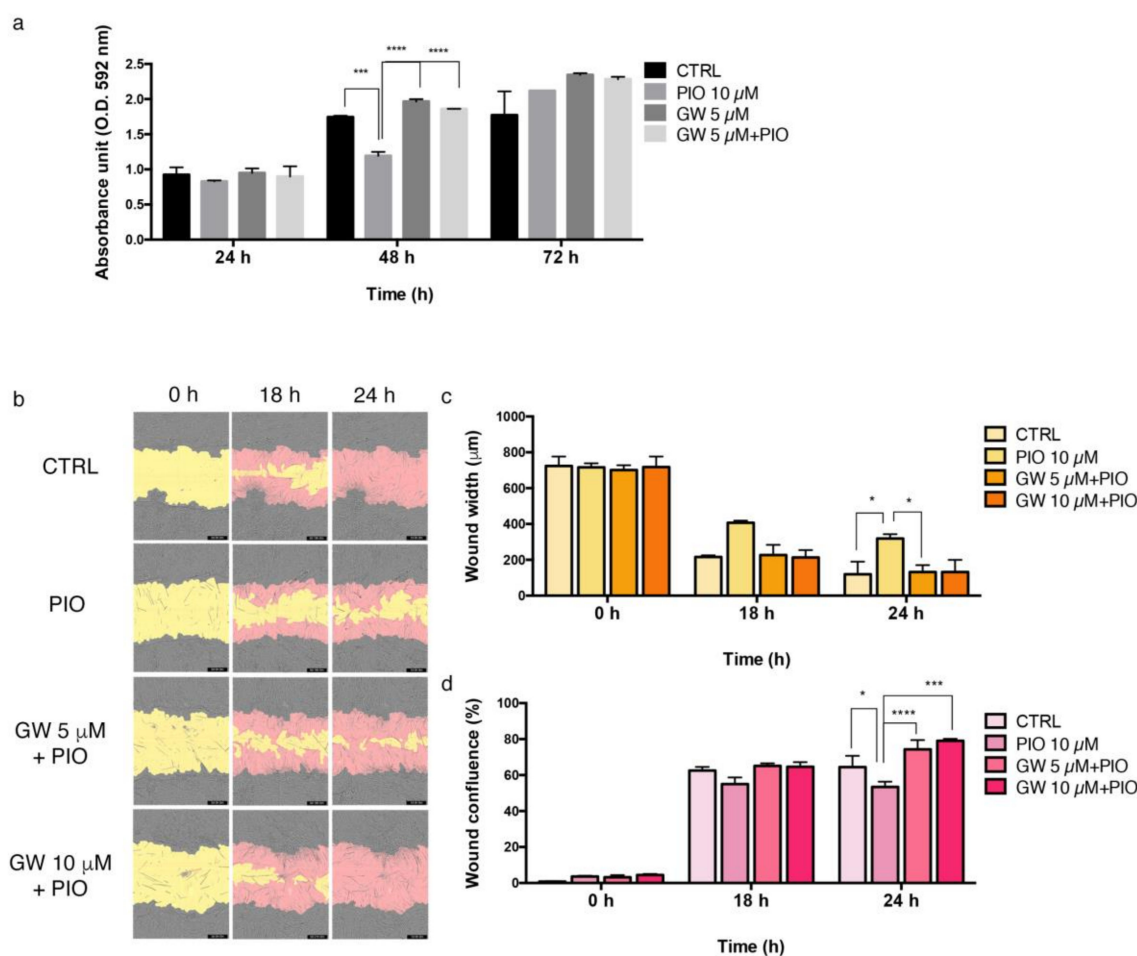 a
Absorbance unit (O.D. 592 nm)
2.5
2.0
1.5
1.0
0.5
0.0
***
****
****
24 h
48 h
72 h
Time (h)
CTRL
PIO 10 µM
GW 5 µM
GW 5 µM+PIO
b
0 h
18 h
24 h
CTRL
PIO
GW 5 µM
+ PIO
GW 10 µM
+ PIO
c
Wound width (µm)
1000
800
600
400
200
0
*
*
0 h
18 h
24 h
Time (h)
CTRL
PIO 10 µM
GW 5 µM+PIO
GW 10 µM+PIO
d
Wound confluence (%)
100
80
60
40
20
0
*
****
***
0 h
18 h
24 h
Time (h)
CTRL
PIO 10 µM
GW 5 µM+PIO
GW 10 µM+PIO